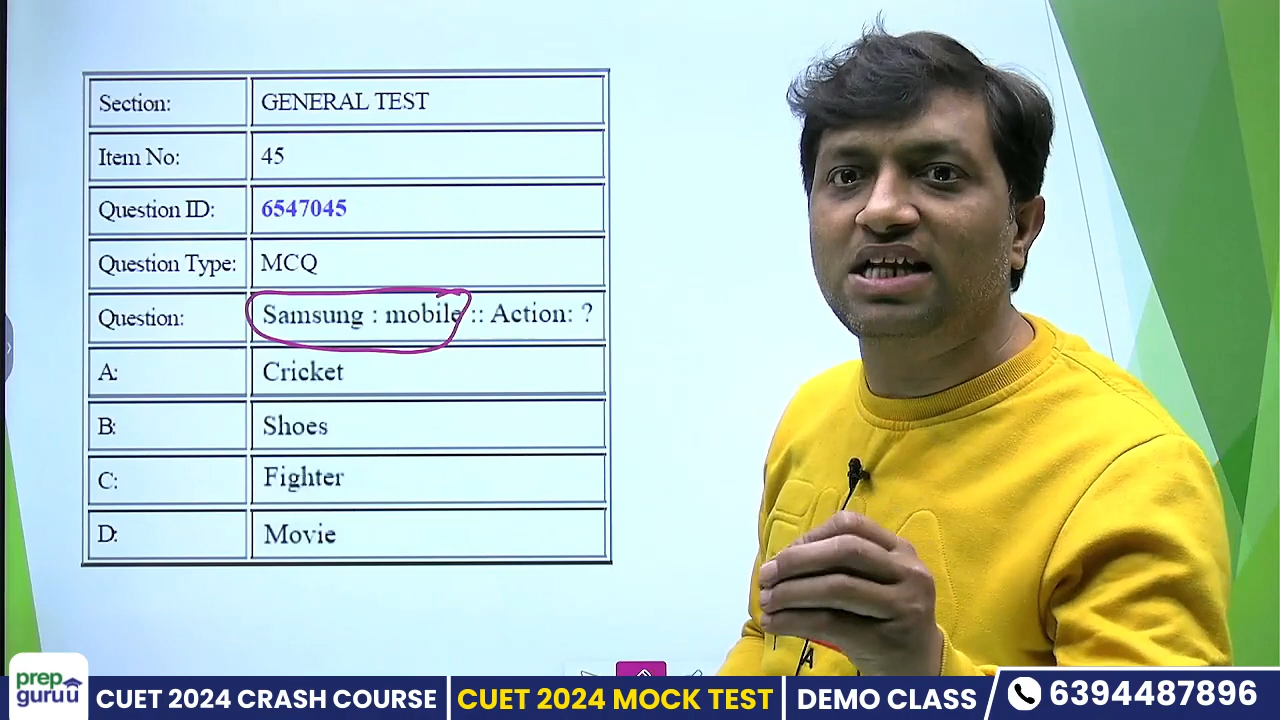 Section: GENERAL TEST
Item No: 45
Question ID: 6547045
Question Type: MCQ
Question: Samsung : mobile :: Action: ?
A: Cricket
B: Shoes
C: Fighter
D: Movie
A
prep
guru
CUET 2024 CRASH COURSE
CUET 2024 MOCK TEST
DEMO CLASS
6394487896